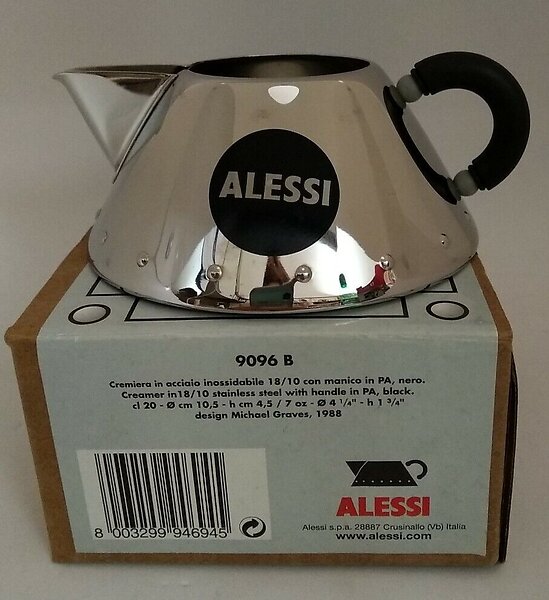 ALESSI
9096 B
Cremiera in acciaio inossidabile 18/10 con manico in PA, nero.
Creamer in18/10 stainless steel with handle in PA, black.
cl 20 - Ø cm 10,5 - h cm 4,5 / 7 oz - Ø 4 1/4" - h 1 3/4"
design Michael Graves, 1988
8 003299 946945
ALESSI
Alessi s.p.a. 28887 Crusinallo (Vb) Italia
www.alessi.com